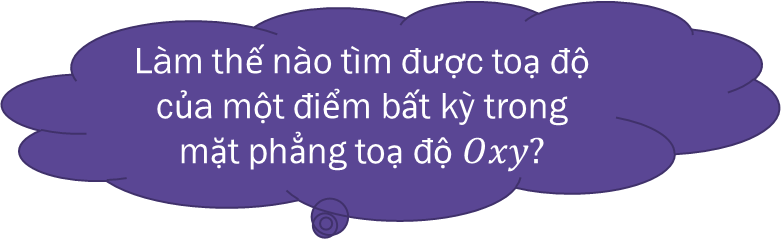 Làm thế nào tìm được toạ độ
của một điểm bất kỳ trong
mặt phẳng toạ độ 𝑂𝑥𝑦?